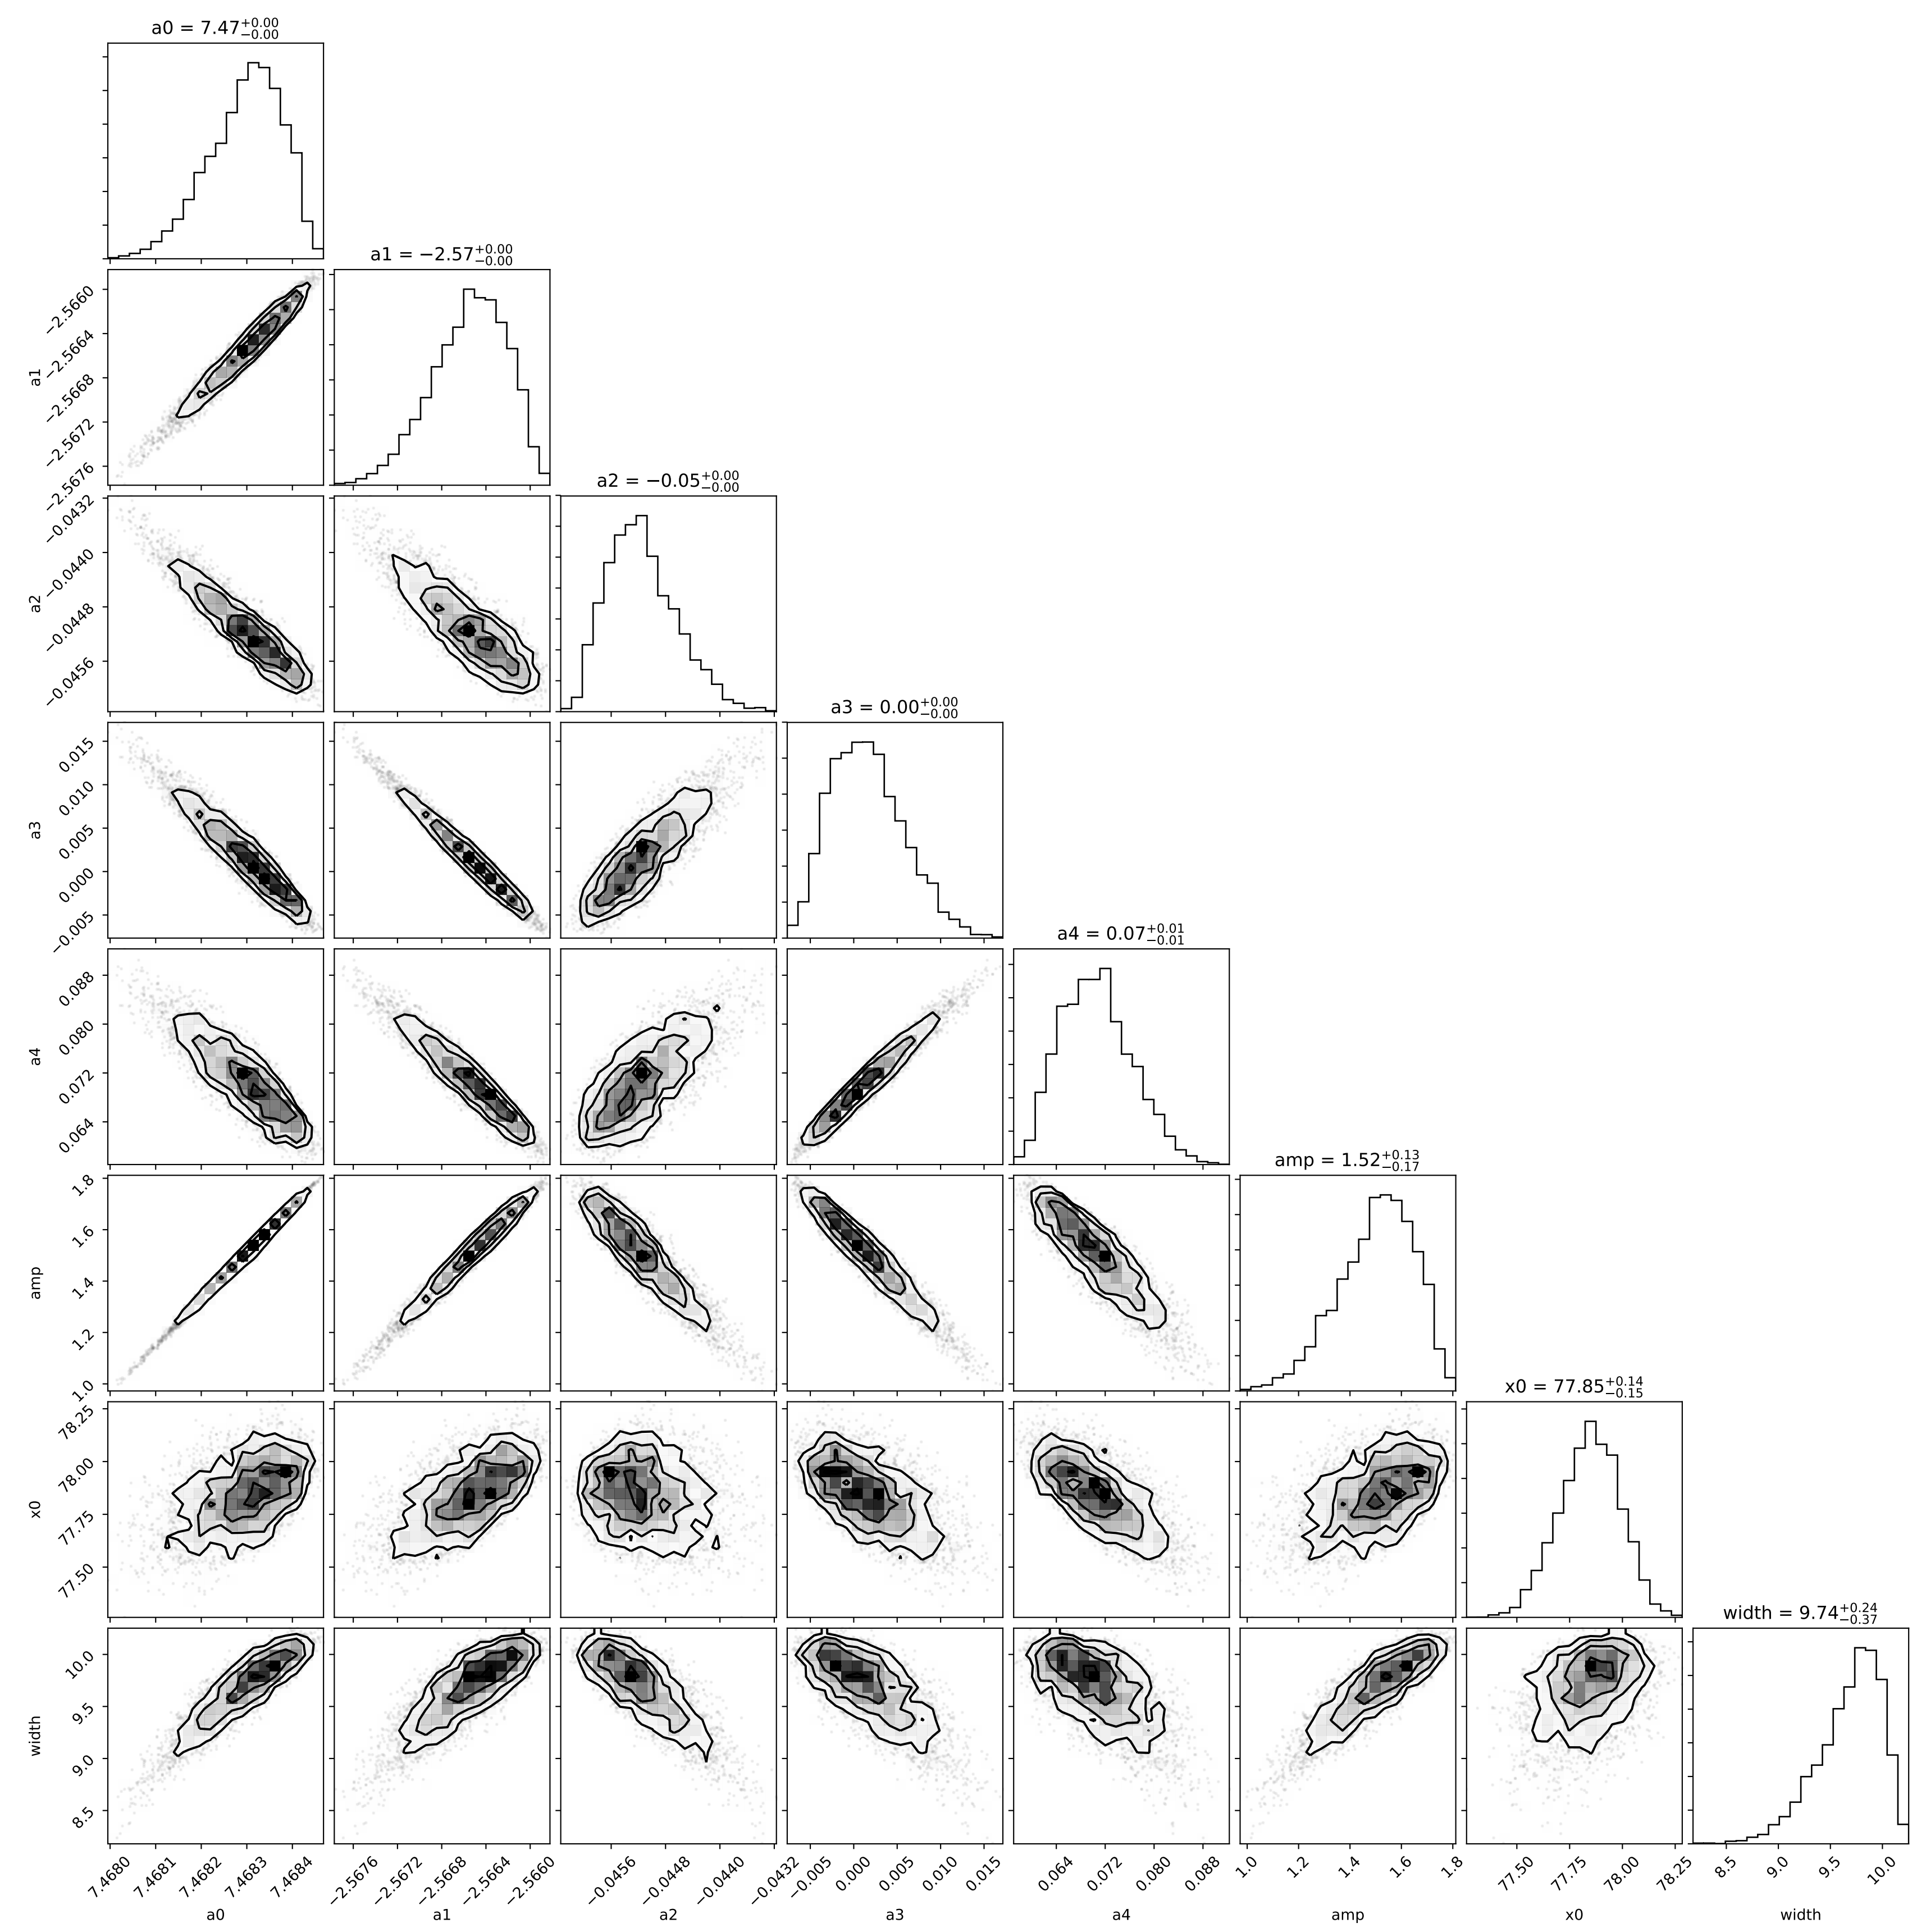 a0 = 7.47+0.00−0.00
a1 = −2.57+0.00−0.00
−2.5660
−2.5664
−2.5668
−2.5672
−2.5676
a1
a2 = −0.05+0.00−0.00
−0.0432
−0.0440
−0.0448
−0.0456
a2
a3 = 0.00+0.00−0.00
0.015
0.010
0.005
0.000
−0.005
a3
a4 = 0.07+0.01−0.01
0.088
0.080
0.072
0.064
a4
amp = 1.52+0.13−0.17
1.8
1.6
1.4
1.2
1.0
amp
x0 = 77.85+0.14−0.15
78.25
78.00
77.75
77.50
x0
width = 9.74+0.24−0.37
10.0
9.5
9.0
8.5
width
7.4680 7.4681 7.4682 7.4683 7.4684 −2.5676 −2.5672 −2.5668 −2.5664 −2.5660 −0.0456 −0.0448 −0.0440 −0.0432 −0.005 0.000 0.005 0.010 0.015 0.064 0.072 0.080 0.088 1.0 1.2 1.4 1.6 1.8 77.50 77.75 78.00 78.25 8.5 9.0 9.5 10.0
a0 a1 a2 a3 a4 amp x0 width